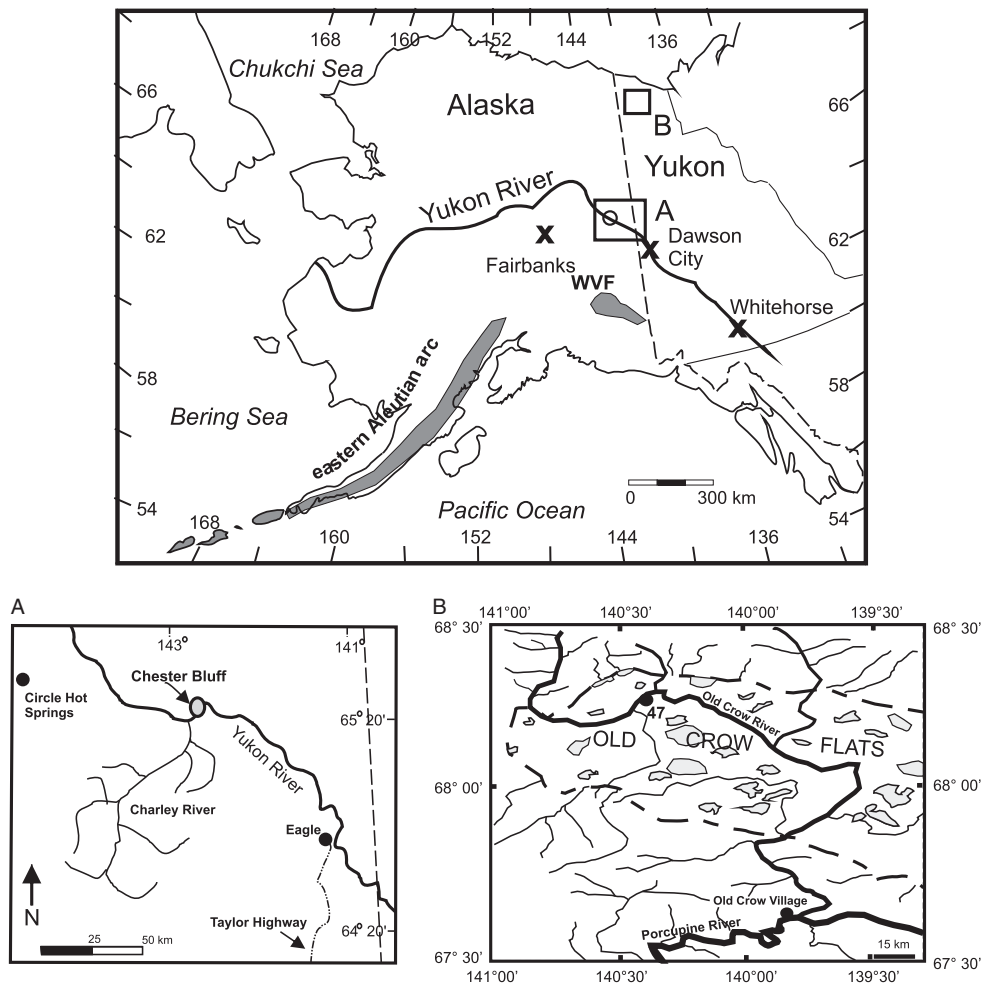 168
160
152
144
136
Chukchi Sea
66
Alaska
66
B
Yukon
Yukon River
A
62
Dawson
City
62
Fairbanks
WVF
Whitehorse
58
58
eastern Aleutian arc
Bering Sea
0
300 km
54
168
Pacific Ocean
54
160
152
144
136
A
143°
141°
Chester Bluff
Circle Hot
Springs
65° 20'
Yukon River
Charley River
Eagle
N
Taylor Highway
64° 20'
25
50 km
B
141°00'
140°30'
140°00'
139°30'
68° 30'
68° 30'
Old Crow River
47
OLD
CROW
FLATS
68° 00'
68° 00'
Old Crow Village
Porcupine River
15 km
67° 30'
67° 30'
141°00'
140°30'
140°00'
139°30'